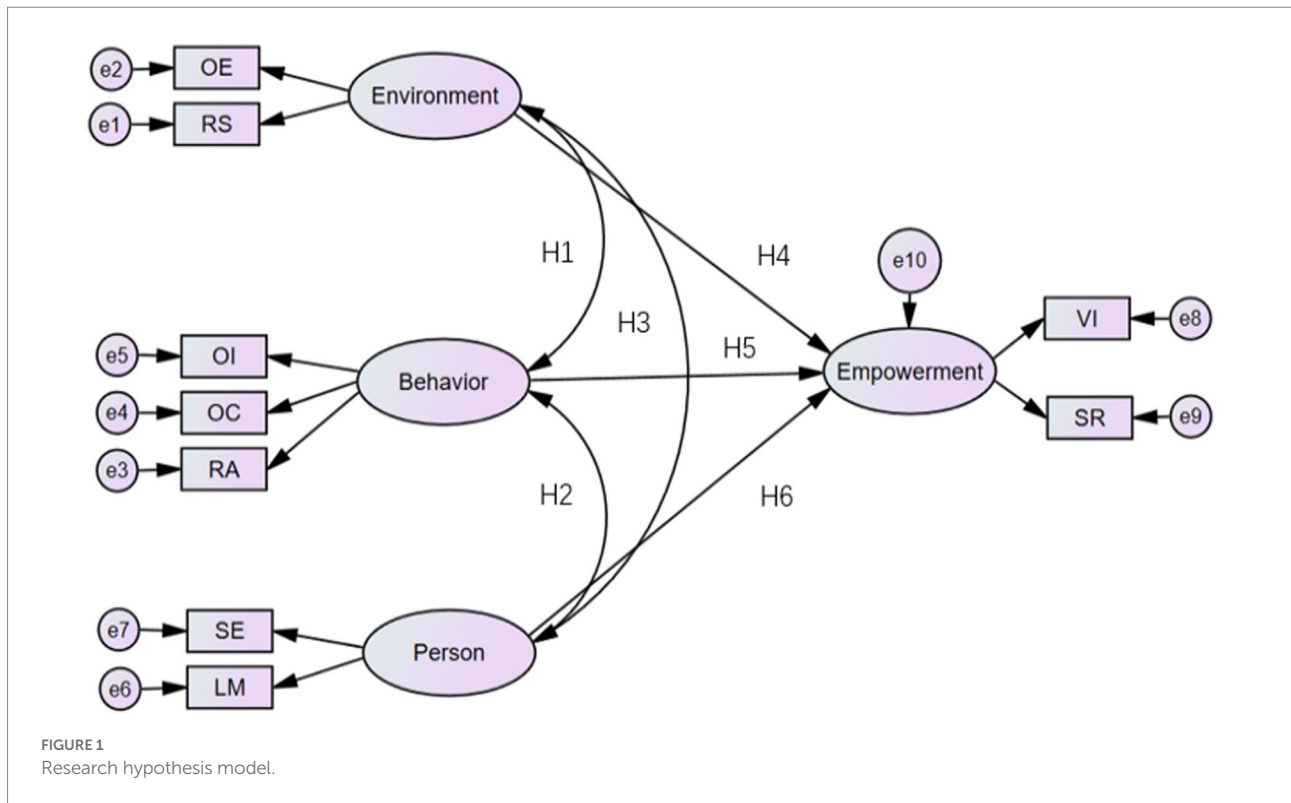 e2
OE
Environment
e1
RS
H1
H4
e10
H3
VI
e8
e5
OI
H5
Behavior
Empowerment
e4
OC
SR
e9
e3
RA
H2
H6
e7
SE
Person
e6
LM
FIGURE 1
Research hypothesis model.